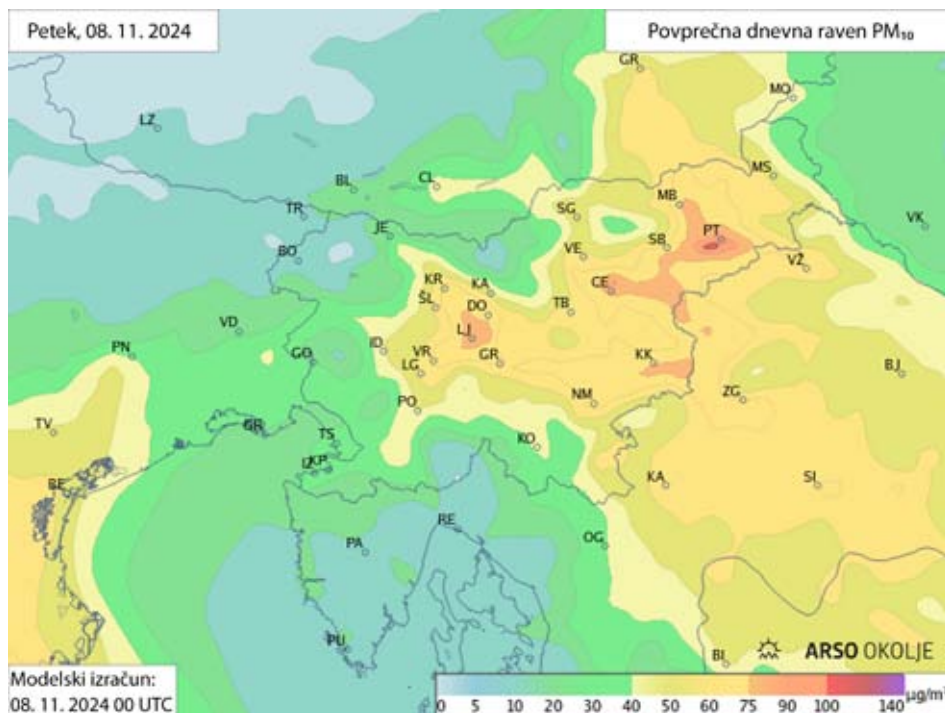 Petek, 08. 11. 2024
Povprečna dnevna raven PM₁₀
GR
MO
LZ
MS
BL
CL
MB
TR
SG
PT
VK
JE
SB
BO
VE
VŽ
KR
KA
CE
ŠL
DO
TB
VD
LJ
PN
ID
GO
VR
GR
KK
LG
BJ
NM
ZG
PO
TV
GR
TS
KO
IZ
KP
BE
KA
SI
RE
PA
OG
PU
BI
ARSO OKOLJE
Modelski izračun:
08. 11. 2024 00 UTC
0 5 10 20 30 40 45 50 60 75 90 100 140 µg/m³